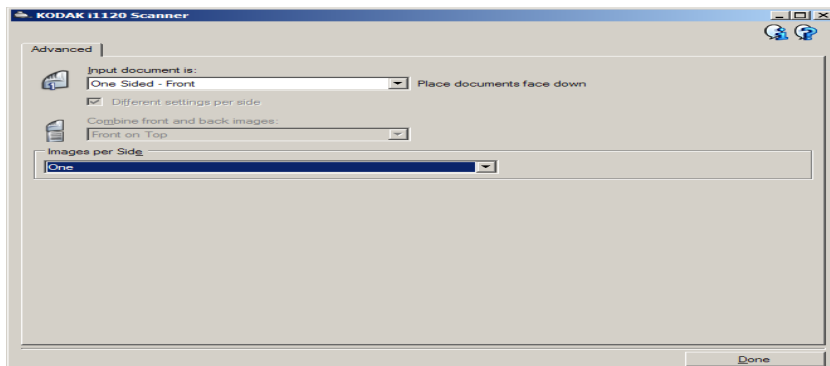 KODAK i1120 Scanner
Advanced
Input document is:
One Sided - Front
Place documents face down
Different settings per side
Combine front and back images:
Front on Top
Images per Side
One
Done